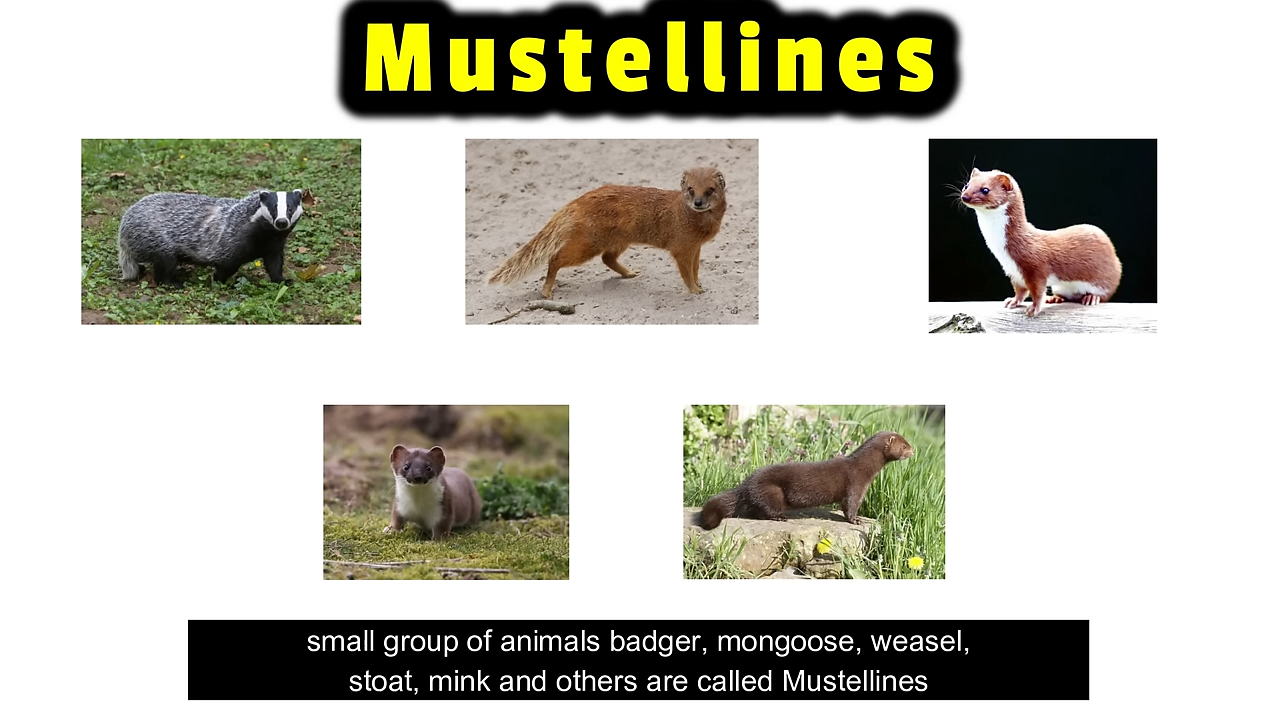 Mustellines
small group of animals badger, mongoose, weasel,
stoat, mink and others are called Mustellines